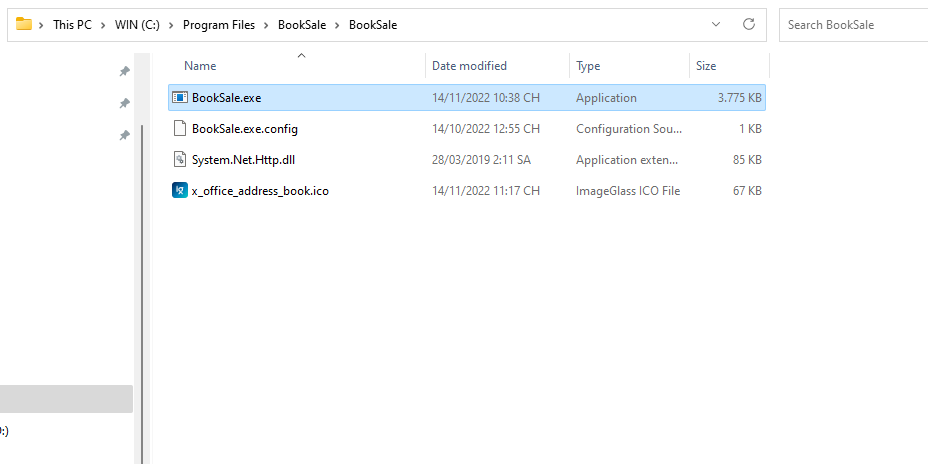 This PC > WIN (C:) > Program Files > BookSale > BookSale
Search BookSale
Name Date modified Type Size
BookSale.exe 14/11/2022 10:38 CH Application 3.775 KB
BookSale.exe.config 14/10/2022 12:55 CH Configuration Sou... 1 KB
System.Net.Http.dll 28/03/2019 2:11 SA Application exten... 85 KB
x_office_address_book.ico 14/11/2022 11:17 CH ImageGlass ICO File 67 KB
:)